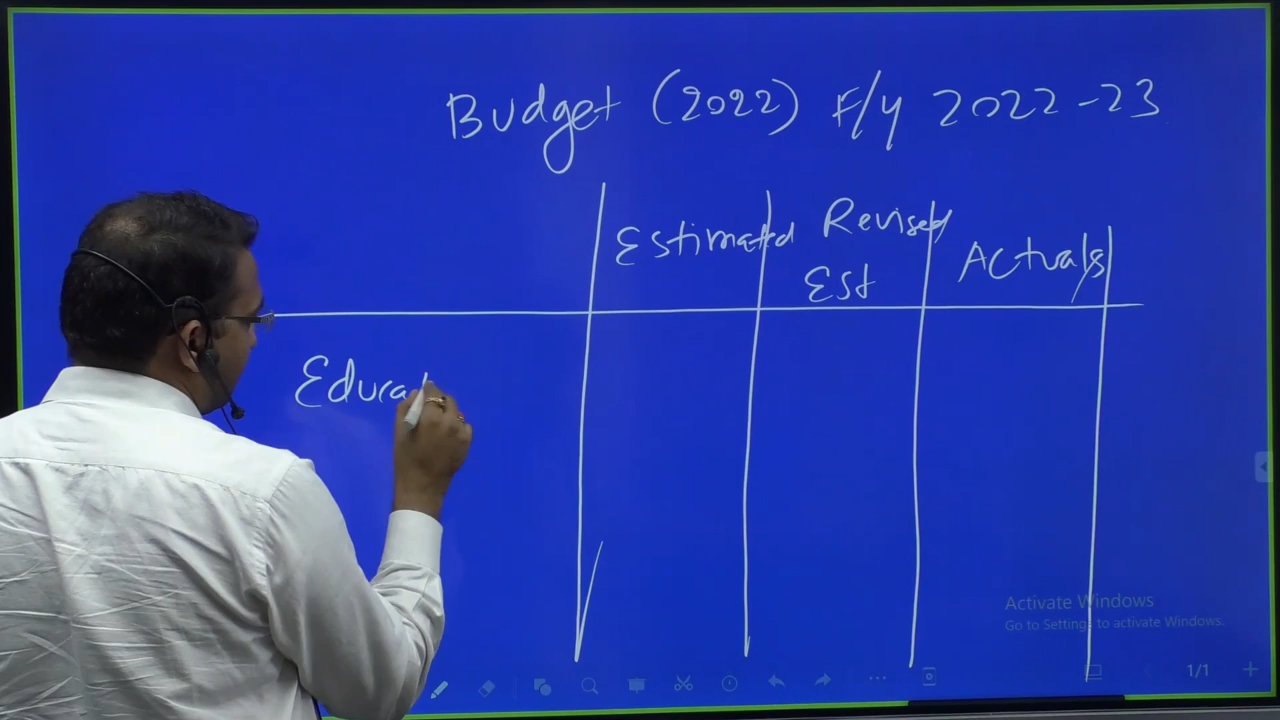 Budget (2022) F/y 2022-23
Estimated Revised Actuals
Est
Educat
Activate Windows
Go to Settings to activate Windows.
1/1